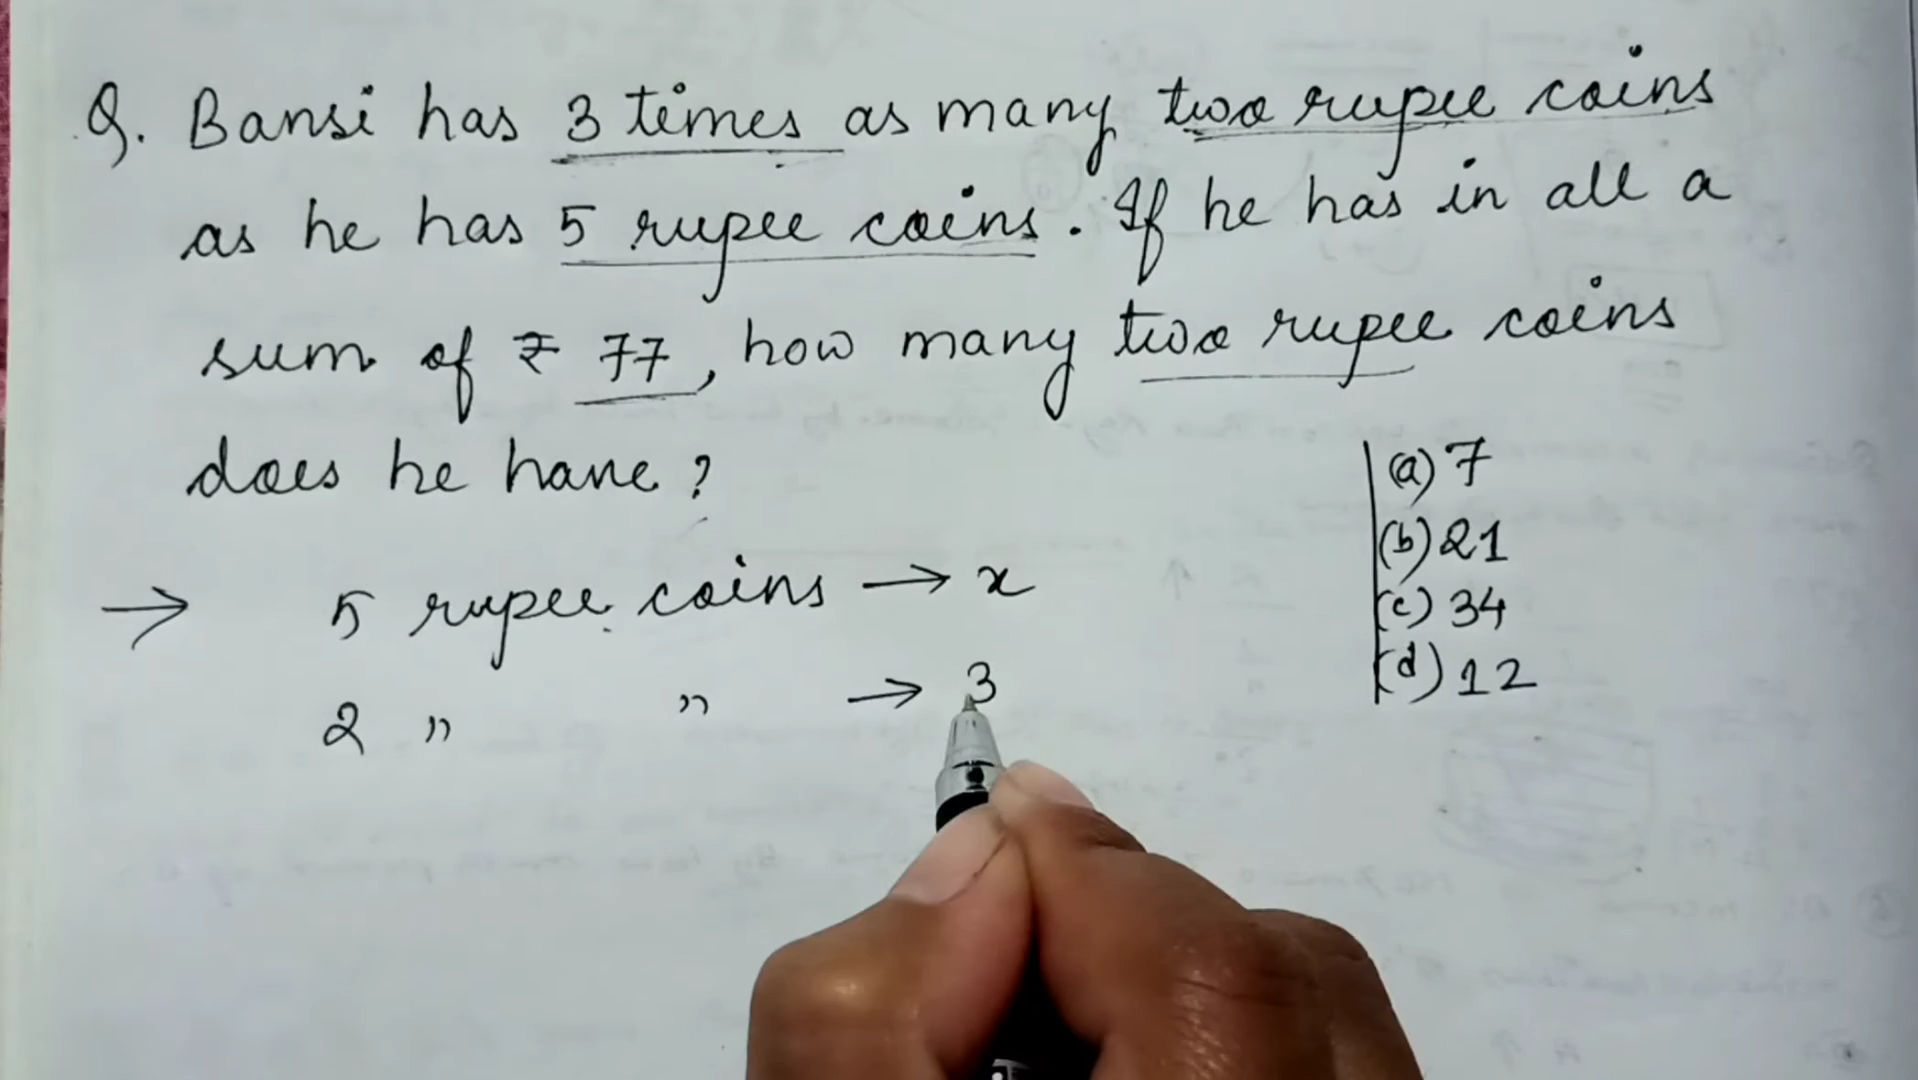 Q. Bansi has 3 times as many two rupee coins
as he has 5 rupee coins. If he has in all a
sum of ₹ 77, how many two rupee coins
does he have?
(a) 7
(b) 21
(c) 34
(d) 12
→ 5 rupee coins → x
2 " " → 3